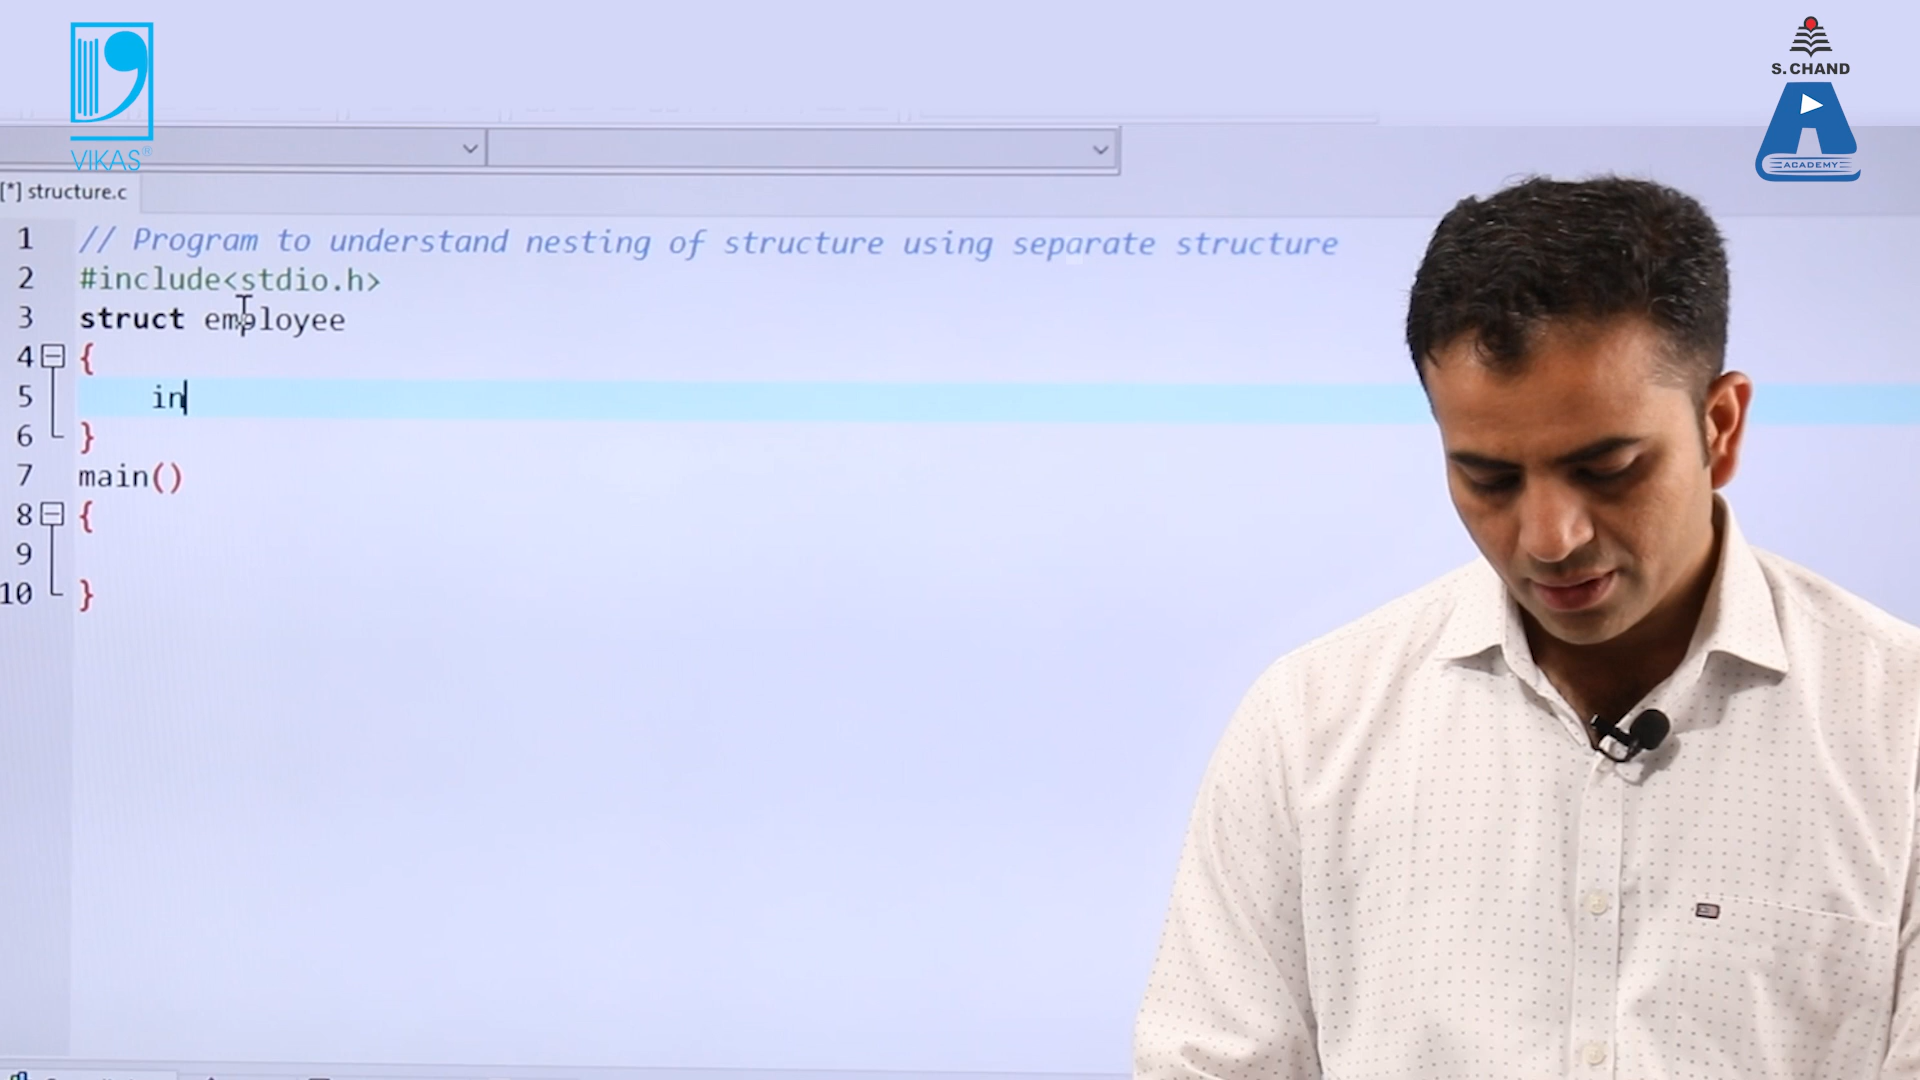 VIKAS®
S. CHAND
ACADEMY
[*] structure.c
1 // Program to understand nesting of structure using separate structure
2 #include<stdio.h>
3 struct employee
4 {
5 in
6 }
7 main()
8 {
9
10 }